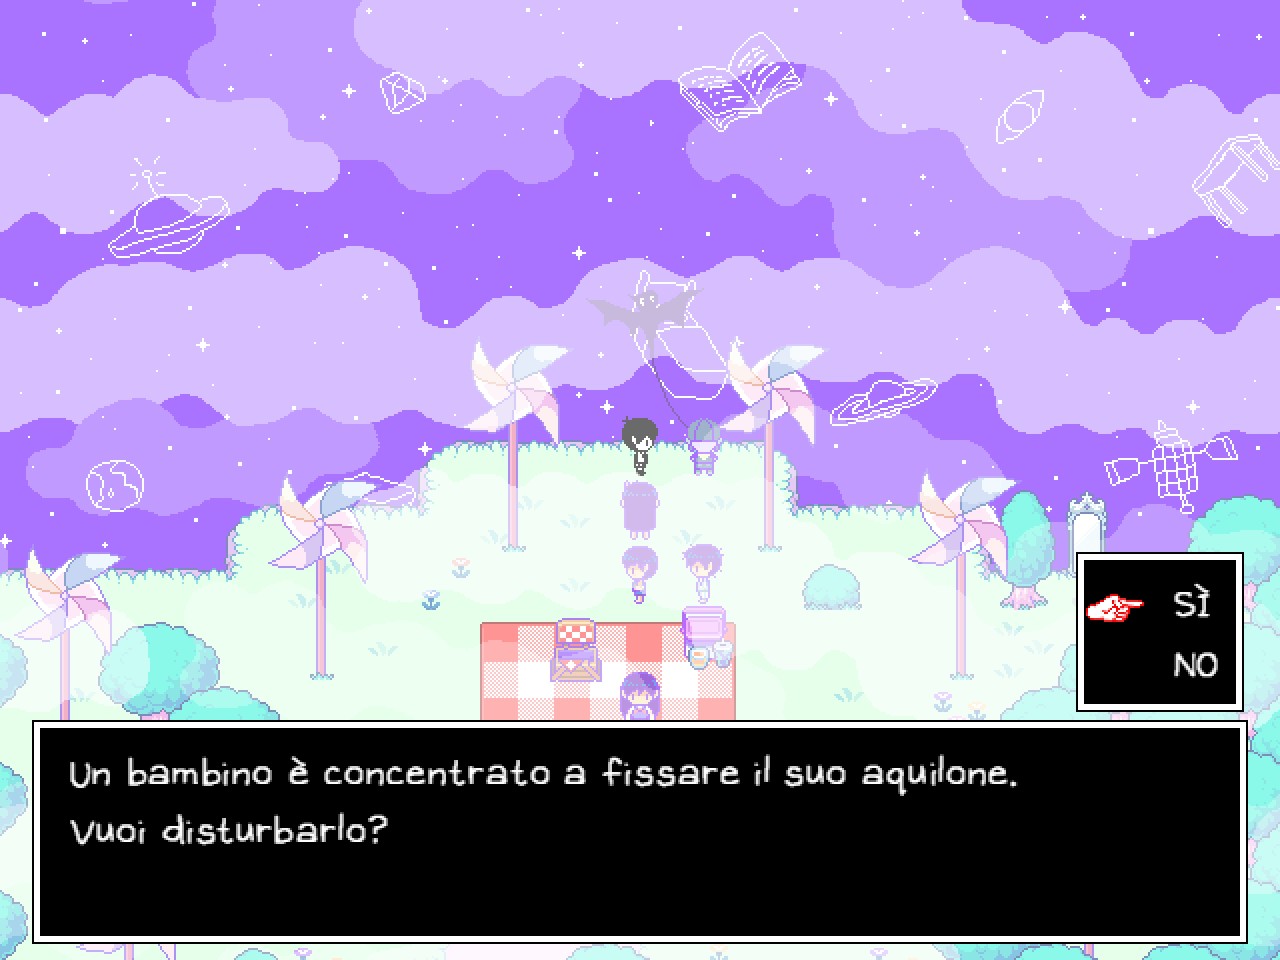 SÌ
NO
Un bambino è concentrato a fissare il suo aquilone.
Vuoi disturbarlo?